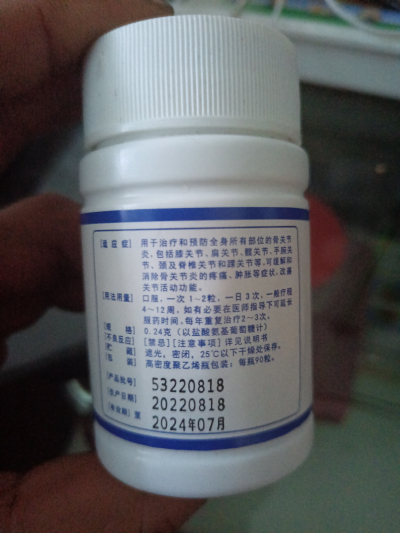 [适应症] 用于治疗和预防全身所有部位的骨关节
炎,包括膝关节、肩关节、髋关节、手腕关
节、颈及脊椎关节和踝关节等,可缓解和
消除骨关节炎的疼痛、肿胀等症状,改善
关节活动功能。
[用法用量] 口服,一次1~2粒,一日3次,一般疗程
4~12周,如有必要在医师指导下可延长
服药时间,每年重复治疗2~3次。
[规 格] 0.24克(以盐酸氨基葡萄糖计)
[不良反应] [禁忌] [注意事项] 详见说明书
[贮 藏] 遮光,密闭,25℃以下干燥处保存。
[包 装] 高密度聚乙烯瓶包装;每瓶90粒。
[产品批号] 53220818
[生产日期] 20220818
[有效期] 至 2024年07月